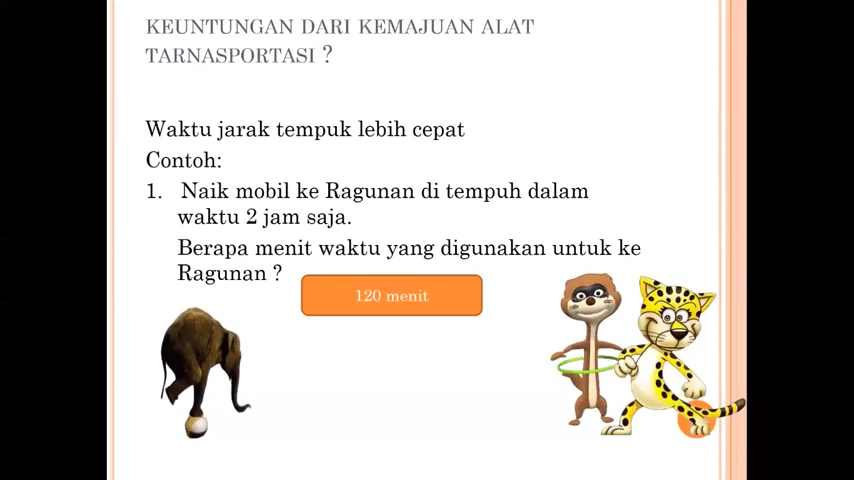 KEUNTUNGAN DARI KEMAJUAN ALAT
TARNASPORTASI ?
Waktu jarak tempuk lebih cepat
Contoh:
1. Naik mobil ke Ragunan di tempuh dalam
waktu 2 jam saja.
Berapa menit waktu yang digunakan untuk ke
Ragunan ?
120 menit